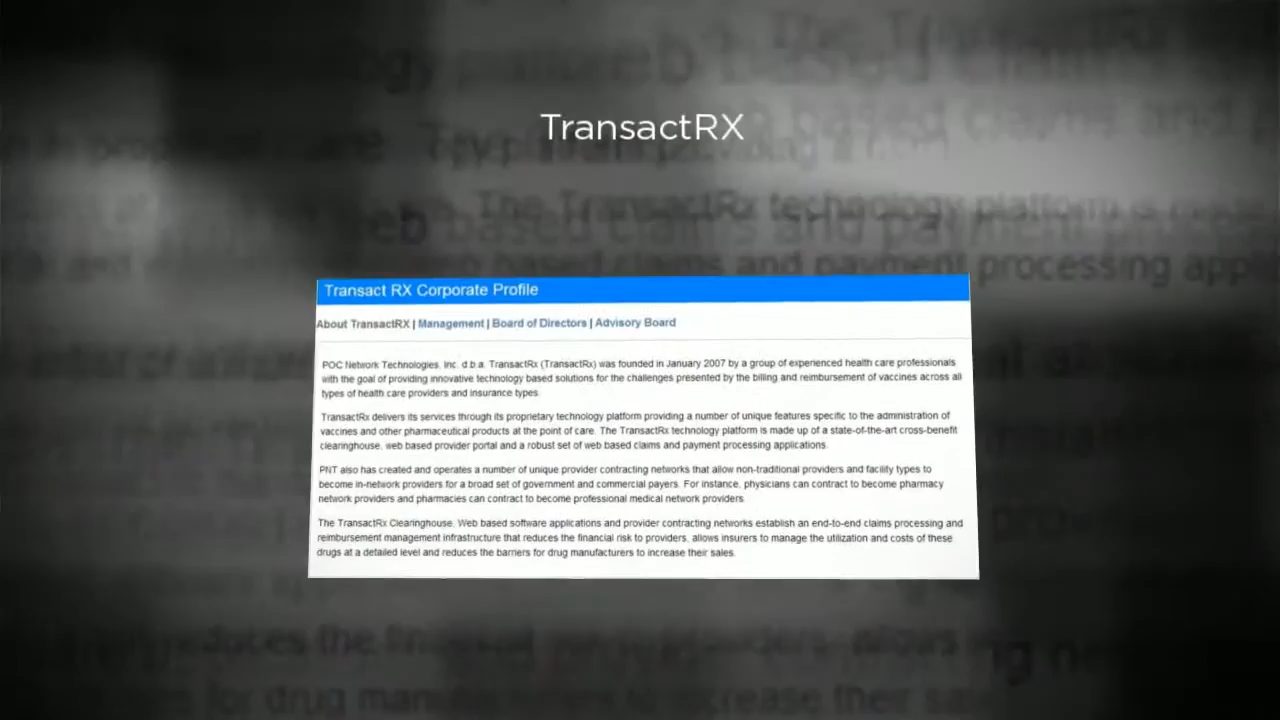 TransactRX
Transact RX Corporate Profile
About TransactRX | Management | Board of Directors | Advisory Board
POC Network Technologies, Inc. d.b.a. TransactRx (TransactRx) was founded in January 2007 by a group of experienced health care professionals
with the goal of providing innovative technology based solutions for the challenges presented by the billing and reimbursement of vaccines across all
types of health care providers and insurance types.
TransactRx delivers its services through its proprietary technology platform providing a number of unique features specific to the administration of
vaccines and other pharmaceutical products at the point of care. The TransactRx technology platform is made up of a state-of-the-art cross-benefit
clearinghouse, web based provider portal and a robust set of web based claims and payment processing applications.
PNT also has created and operates a number of unique provider contracting networks that allow non-traditional providers and facility types to
become in-network providers for a broad set of government and commercial payers. For instance, physicians can contract to become pharmacy
network providers and pharmacies can contract to become professional medical network providers.
The TransactRx Clearinghouse, Web based software applications and provider contracting networks establish an end-to-end claims processing and
reimbursement management infrastructure that reduces the financial risk to providers, allows insurers to manage the utilization and costs of these
drugs at a detailed level and reduces the barriers for drug manufacturers to increase their sales.